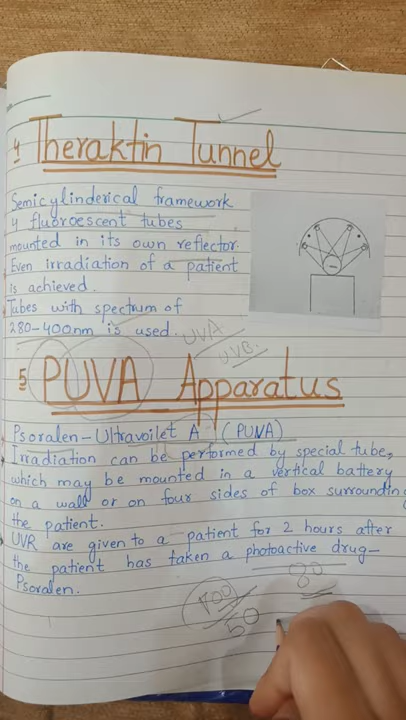 4 Theraktin Tunnel
Semicylinderical framework
4 fluoroescent tubes
mounted in its own reflector.
Even irradiation of a patient
is achieved.
Tubes with spectrum of
280-400nm is used.
UVA
UVB
5 PUVA Apparatus
Psoralen-Ultravoilet A (PUVA)
Irradiation can be performed by special tube,
which may be mounted in a vertical battery
on a wall or on four sides of box surrounding
the patient.
UVR are given to a patient for 2 hours after
the patient has taken a photoactive drug-
Psoralen.
80
100
50